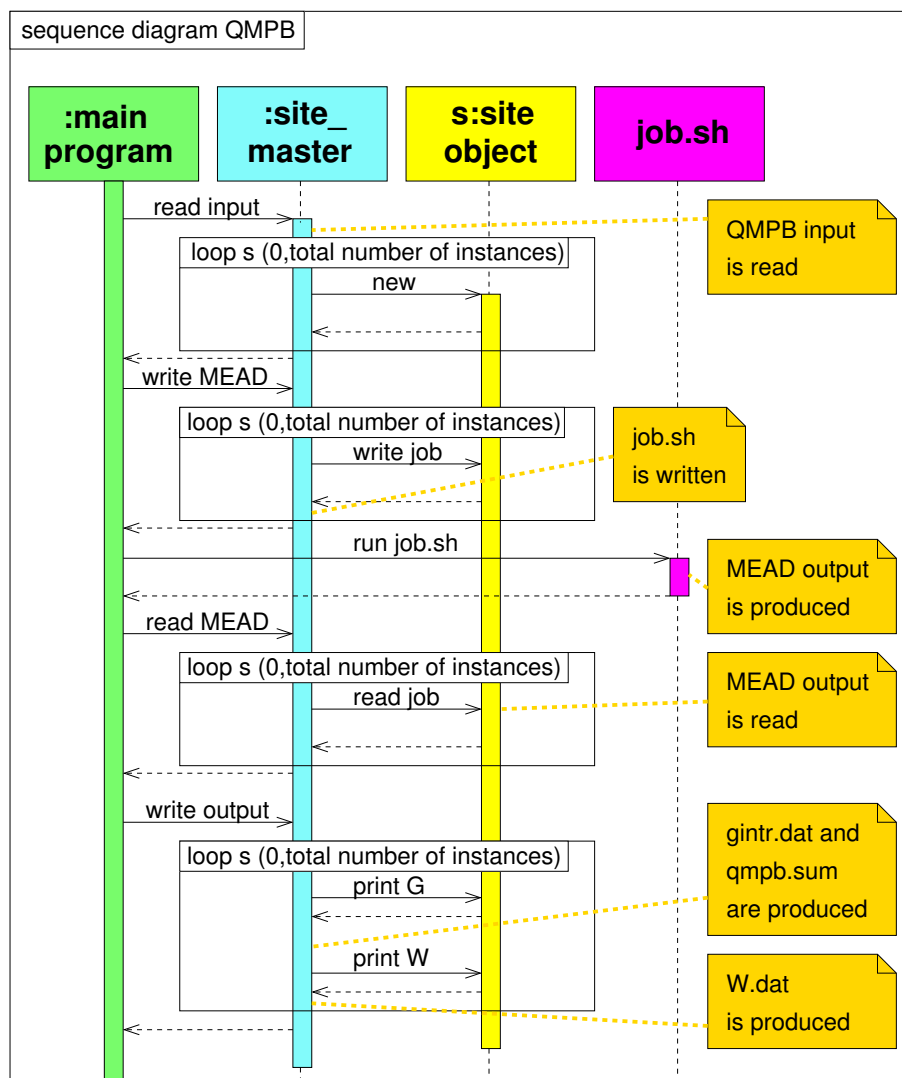 sequence diagram QMPB
:main
program
:site_
master
s:site
object
job.sh
read input
QMPB input
is read
loop s (0,total number of instances)
new
write MEAD
loop s (0,total number of instances)
write job
job.sh
is written
run job.sh
MEAD output
is produced
read MEAD
loop s (0,total number of instances)
read job
MEAD output
is read
write output
gintr.dat and
qmpb.sum
are produced
loop s (0,total number of instances)
print G
print W
W.dat
is produced